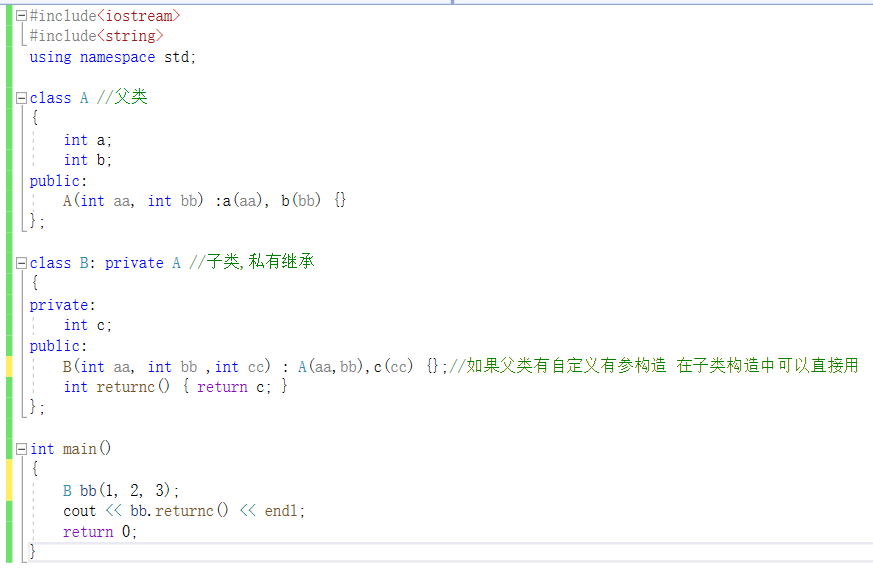 #include<iostream>
#include<string>
using namespace std;
class A //父类
{
int a;
int b;
public:
A(int aa, int bb) :a(aa), b(bb) {}
};
class B: private A //子类,私有继承
{
private:
int c;
public:
B(int aa, int bb ,int cc) : A(aa,bb),c(cc) {};//如果父类有自定义有参构造 在子类构造中可以直接用
int returnc() { return c; }
};
int main()
{
B bb(1, 2, 3);
cout << bb.returnc() << endl;
return 0;
}